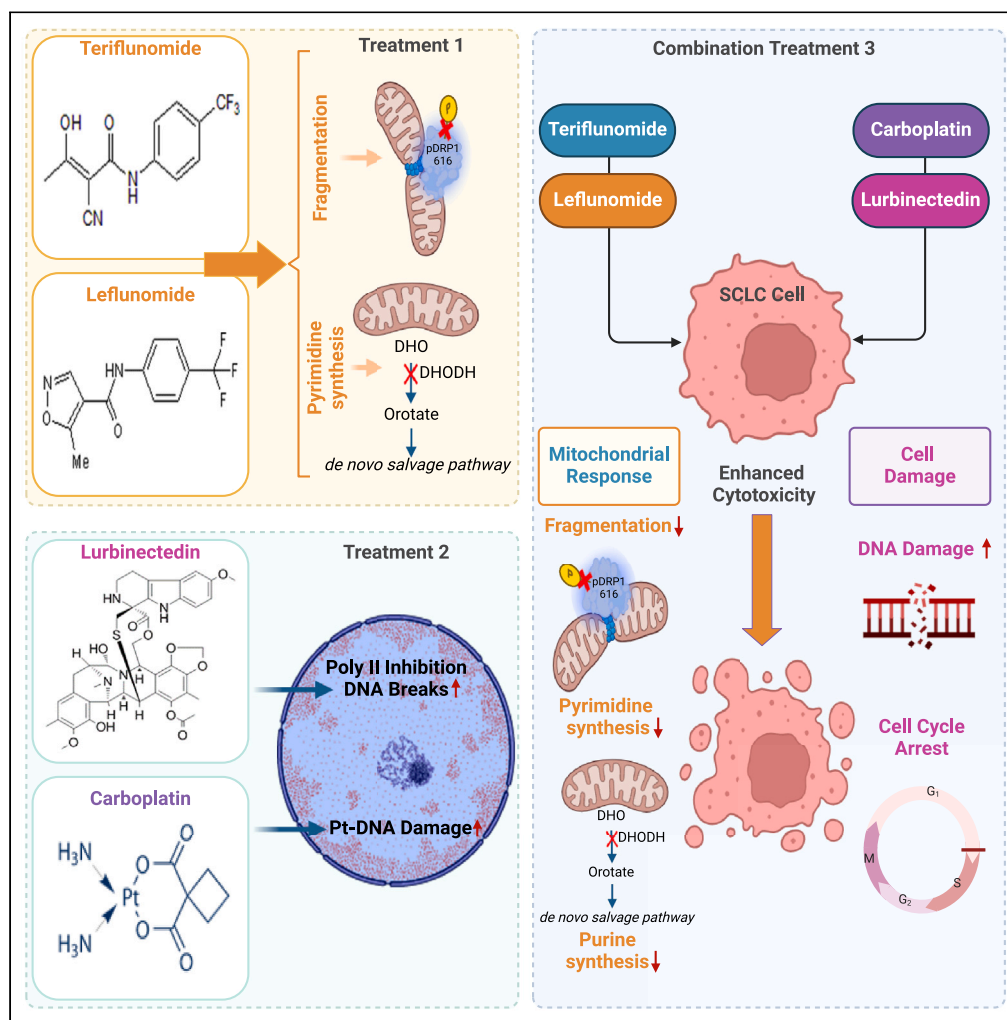 Teriflunomide
OH
O
CF3
N
H
CN
Leflunomide
N
O
HN
O
F
F
F
Me
Treatment 1
Fragmentation
P
pDRP1
616
Pyrimidine
synthesis
DHO
DHODH
Orotate
de novo salvage pathway
Treatment 2
Lurbinectedin
O
HN
N
H
O
S
O
H
HO
H
N
N
O
O
H
H
OH
O
O
O
Poly II Inhibition
DNA Breaks
Carboplatin
H3N
H3N
Pt
O
O
O
O
Pt-DNA Damage
Combination Treatment 3
Teriflunomide
Leflunomide
Carboplatin
Lurbinectedin
SCLC Cell
Mitochondrial
Response
Enhanced
Cytotoxicity
Cell
Damage
Fragmentation
P
pDRP1
616
Pyrimidine
synthesis
DHO
DHODH
Orotate
de novo salvage pathway
Purine
synthesis
DNA Damage
Cell Cycle
Arrest
G1
M
S
G2